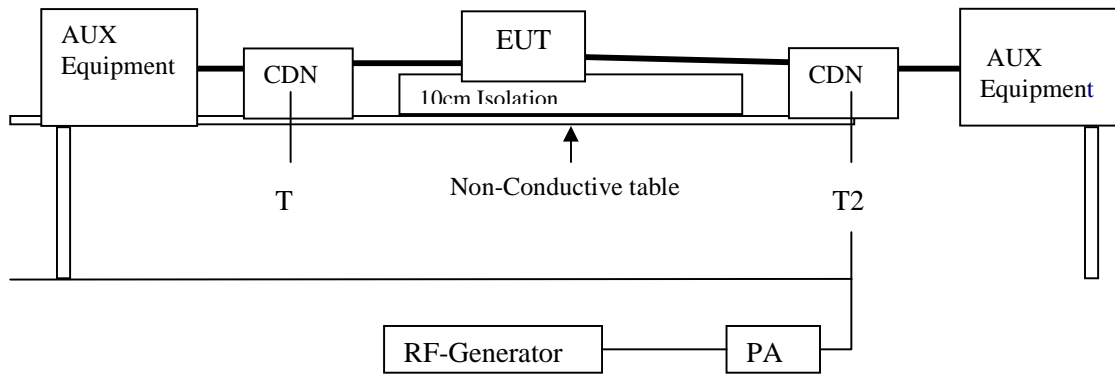 AUX
Equipment
CDN
EUT
10cm Isolation
CDN
AUX
Equipment
T
Non-Conductive table
T2
RF-Generator
PA